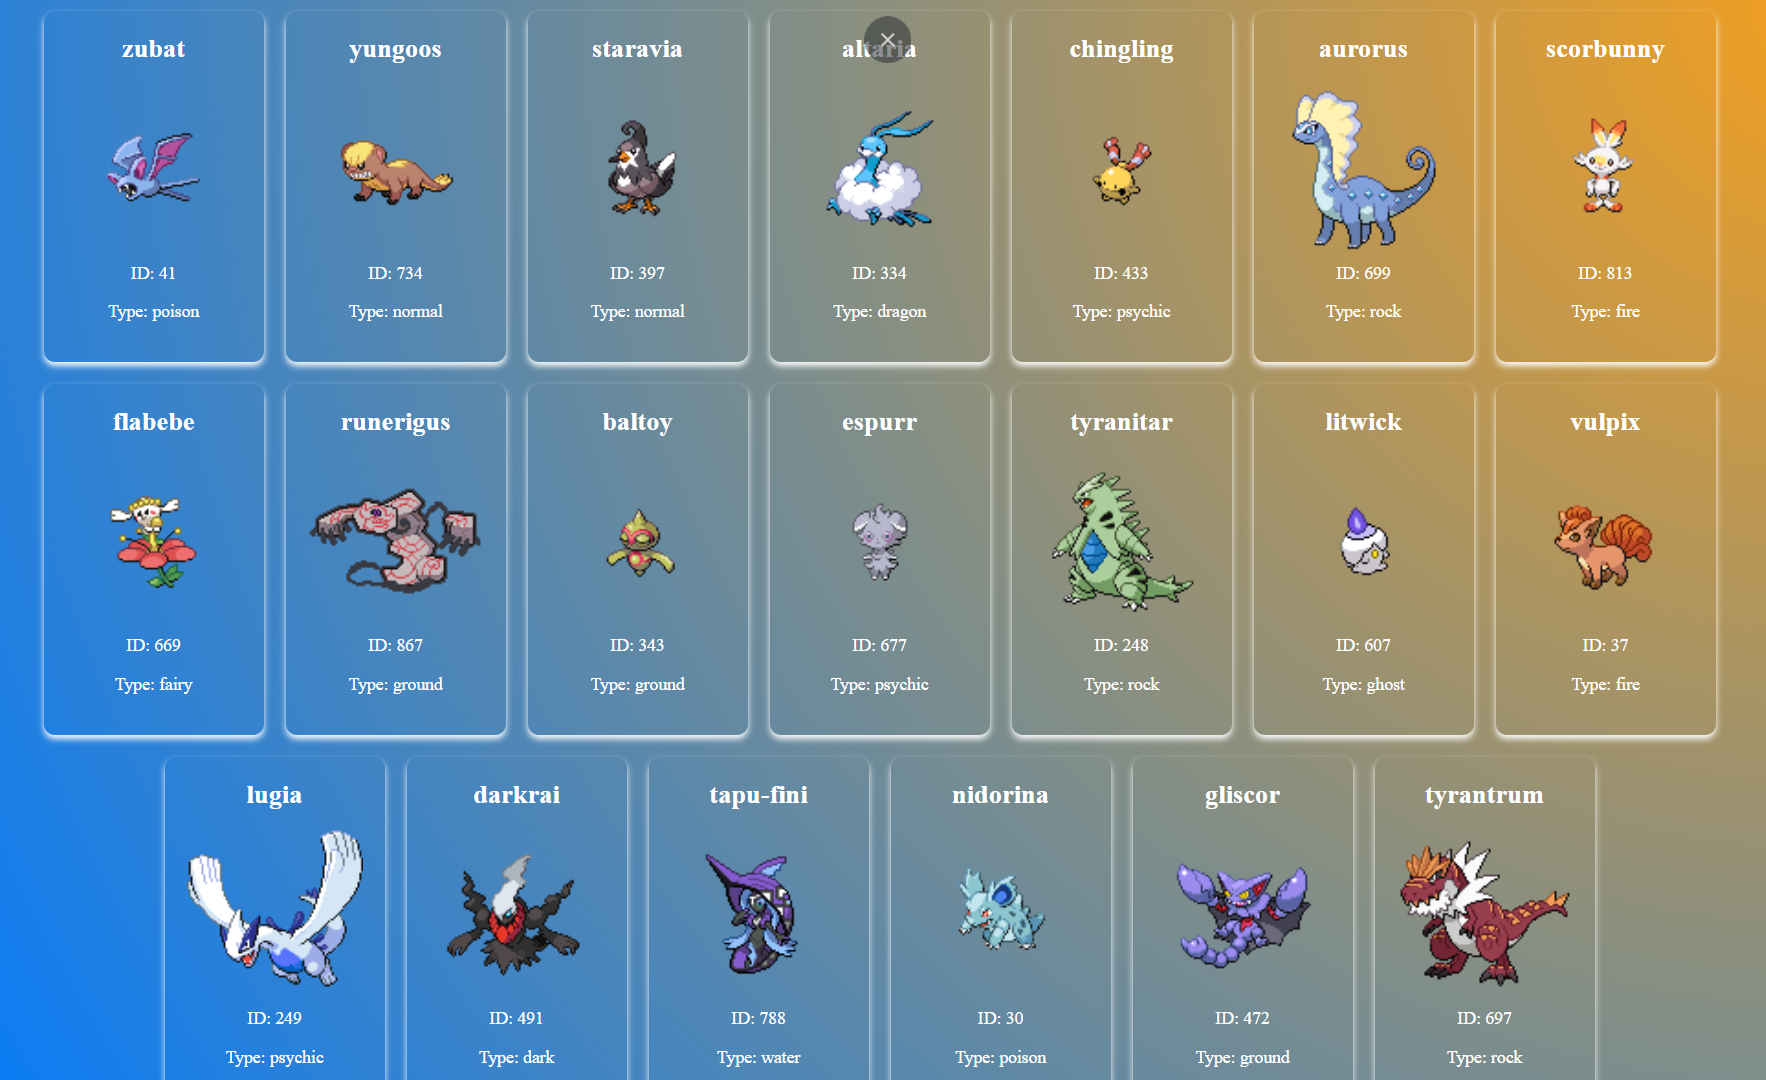 zubat
ID: 41
Type: poison
yungoos
ID: 734
Type: normal
staravia
ID: 397
Type: normal
altaria
ID: 334
Type: dragon
chingling
ID: 433
Type: psychic
aurorus
ID: 699
Type: rock
scorbunny
ID: 813
Type: fire
flabebe
ID: 669
Type: fairy
runerigus
ID: 867
Type: ground
baltoy
ID: 343
Type: ground
espurr
ID: 677
Type: psychic
tyranitar
ID: 248
Type: rock
litwick
ID: 607
Type: ghost
vulpix
ID: 37
Type: fire
lugia
ID: 249
Type: psychic
darkrai
ID: 491
Type: dark
tapu-fini
ID: 788
Type: water
nidorina
ID: 30
Type: poison
gliscor
ID: 472
Type: ground
tyrantrum
ID: 697
Type: rock